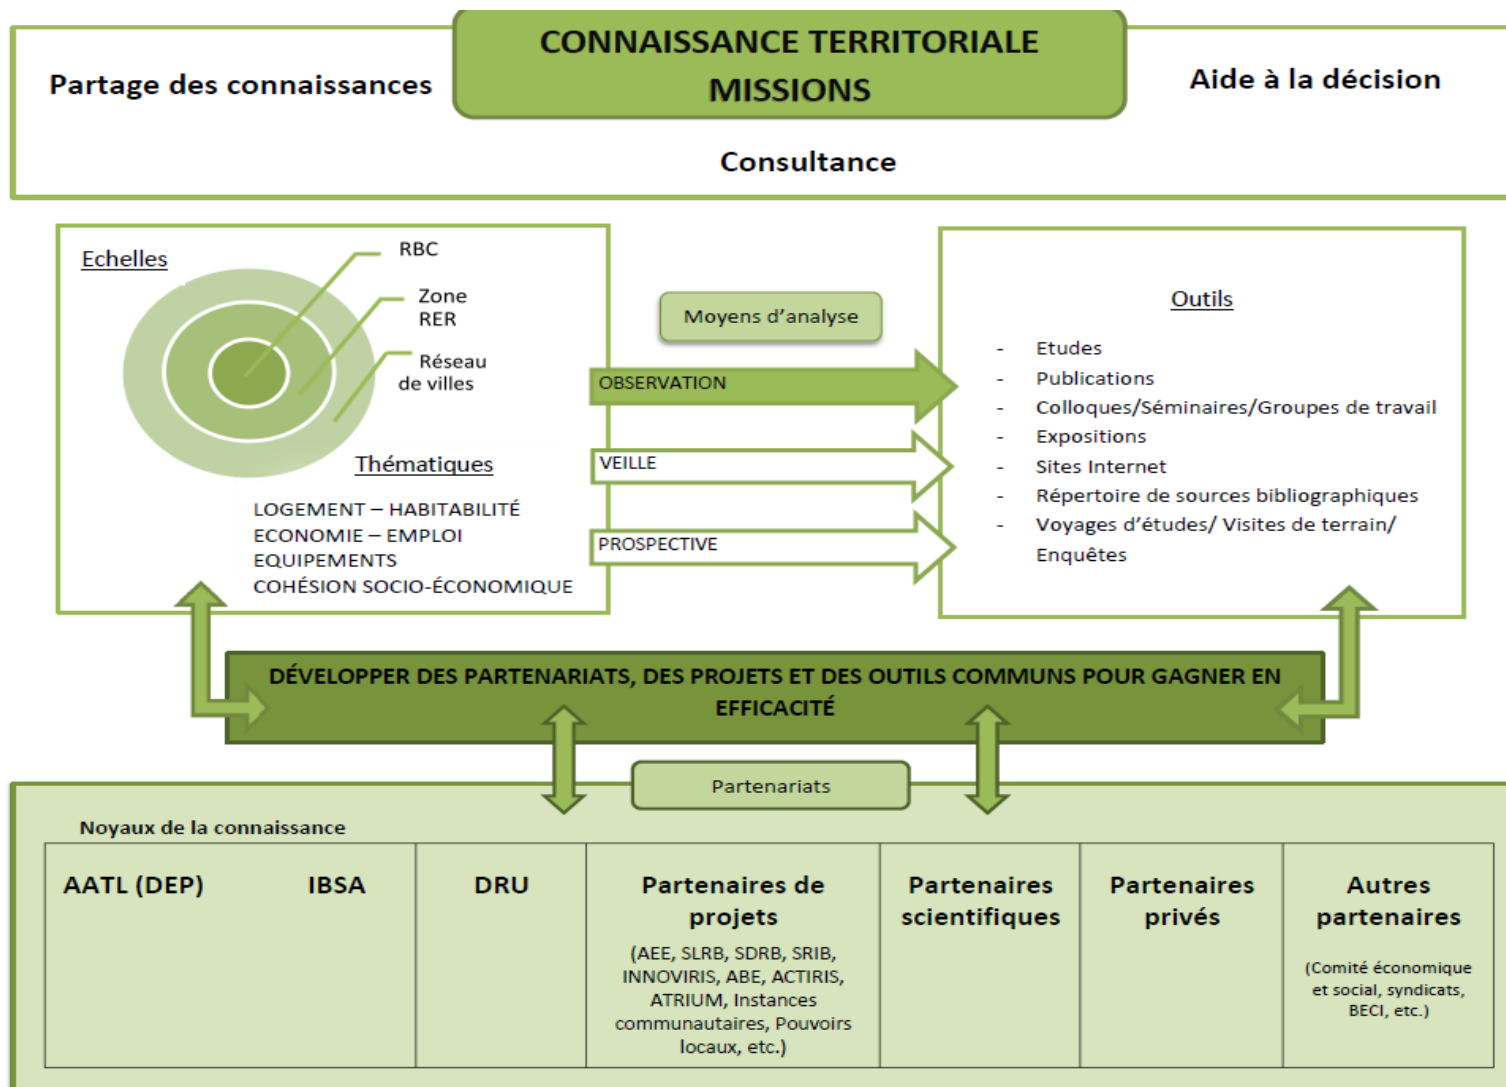 CONNAISSANCE TERRITORIALE
MISSIONS
Partage des connaissances
Aide à la décision
Consultance
Echelles
RBC
Zone
RER
Réseau
de villes
Thématiques
LOGEMENT – HABITABILITÉ
ECONOMIE – EMPLOI
EQUIPEMENTS
COHÉSION SOCIO-ÉCONOMIQUE
Moyens d’analyse
OBSERVATION
VEILLE
PROSPECTIVE
Outils
- Etudes
- Publications
- Colloques/Séminaires/Groupes de travail
- Expositions
- Sites Internet
- Répertoire de sources bibliographiques
- Voyages d’études/ Visites de terrain/
Enquêtes
DÉVELOPPER DES PARTENARIATS, DES PROJETS ET DES OUTILS COMMUNS POUR GAGNER EN
EFFICACITÉ
Partenariats
Noyaux de la connaissance
AATL (DEP)
IBSA
DRU
Partenaires de
projets
(AEE, SLRB, SDRB, SRIB,
INNOVIRIS, ABE, ACTIRIS,
ATRIUM, Instances
communautaires, Pouvoirs
locaux, etc.)
Partenaires
scientifiques
Partenaires
privés
Autres
partenaires
(Comité économique
et social, syndicats,
BECI, etc.)